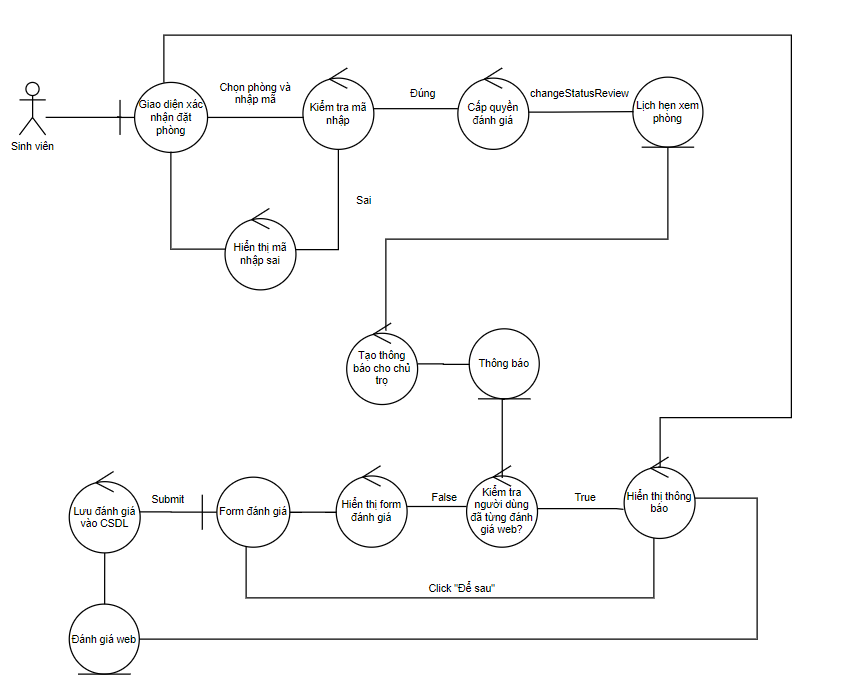 Sinh viên
Giao diện xác
nhận đặt
phòng
Chọn phòng và
nhập mã
Kiểm tra mã
nhập
Đúng
Cấp quyền
đánh giá
changeStatusReview
Lịch hẹn xem
phòng
Sai
Hiển thị mã
nhập sai
Tạo thông
báo cho chủ
trọ
Thông báo
Lưu đánh giá
vào CSDL
Submit
Form đánh giá
Hiển thị form
đánh giá
False
Kiểm tra
người dùng
đã từng đánh
giá web?
True
Hiển thị thông
báo
Click "Để sau"
Đánh giá web